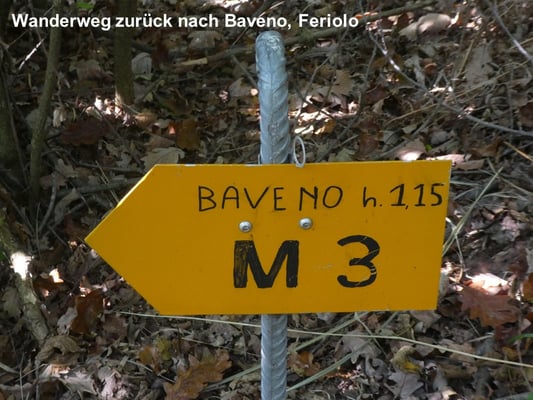 Wanderweg zurück nach Baveno, Feriolo
BAVENO h. 1,15
M 3